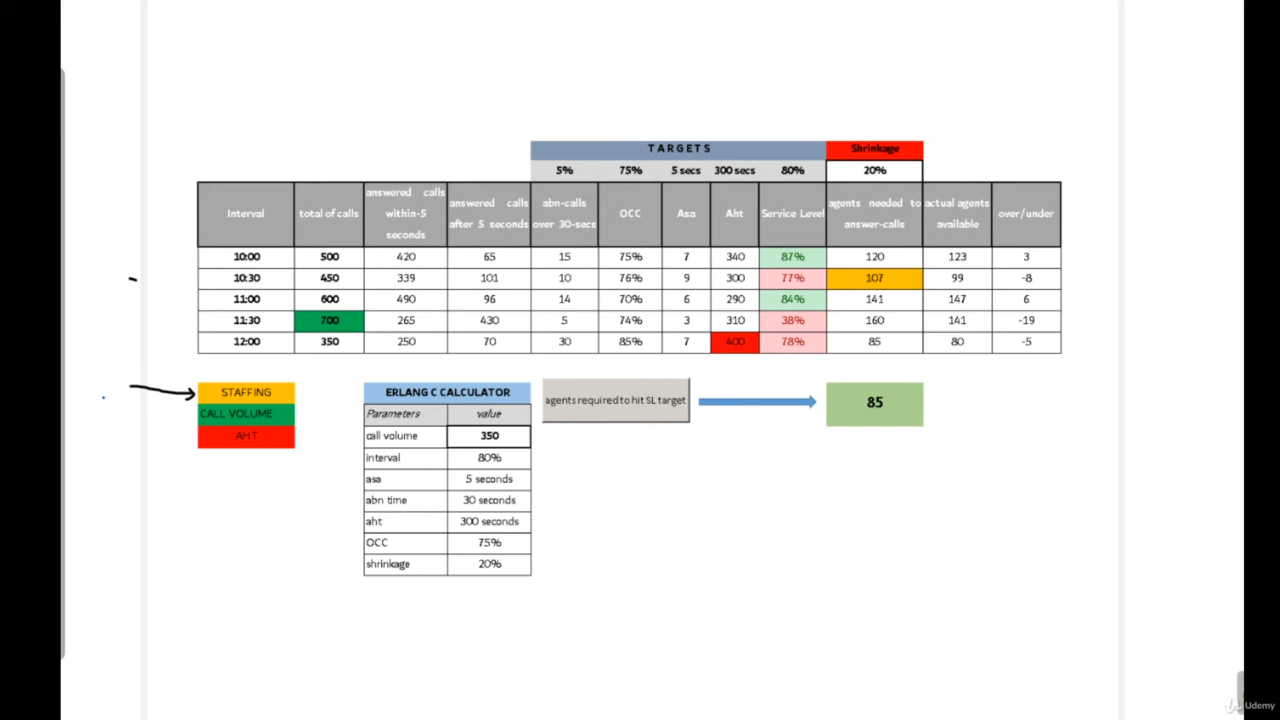 TARGETS Shrinkage
5% 75% 5 secs 300 secs 80% 20%
Interval total of calls answered calls within-5 seconds answered calls after 5 seconds abn-calls over 30-secs OCC Asa Aht Service Level agents needed to answer-calls actual agents available over/under
10:00 500 420 65 15 75% 7 340 87% 120 123 3
10:30 450 339 101 10 76% 9 300 77% 107 99 -8
11:00 600 490 96 14 70% 6 290 84% 141 147 6
11:30 700 265 430 5 74% 3 310 38% 160 141 -19
12:00 350 250 70 30 85% 7 400 78% 85 80 -5
STAFFING
CALL VOLUME
AHT
ERLANG C CALCULATOR
Parameters value
call volume 350
interval 80%
asa 5 seconds
abn time 30 seconds
aht 300 seconds
OCC 75%
shrinkage 20%
agents required to hit SL target
85
Udemy